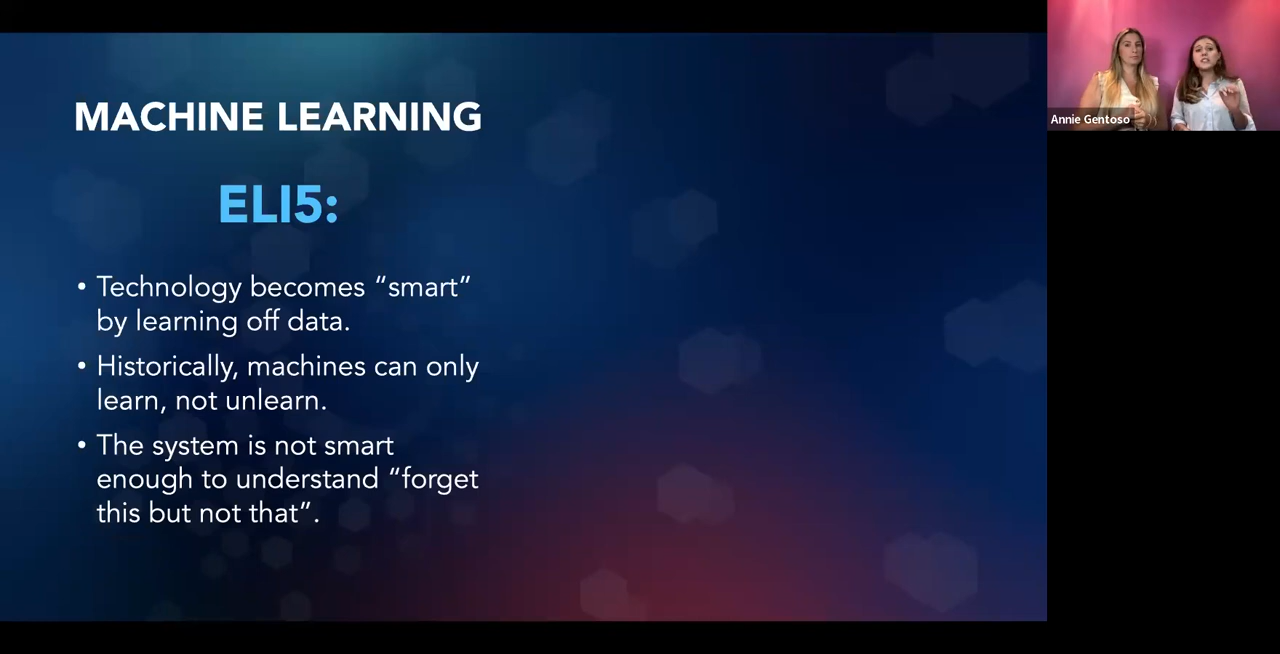 MACHINE LEARNING
ELI5:
• Technology becomes “smart”
by learning off data.
• Historically, machines can only
learn, not unlearn.
• The system is not smart
enough to understand “forget
this but not that”.
Annie Gentoso